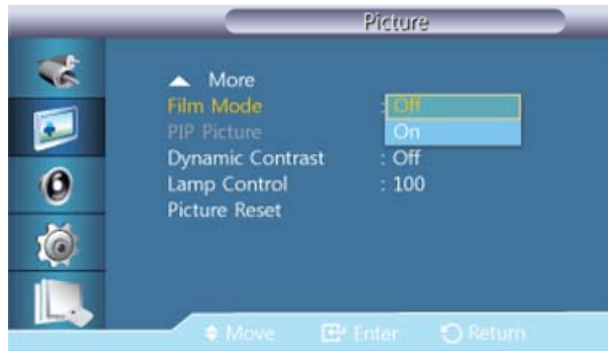 Picture
▲ More
Film Mode : Off
PIP Picture On
Dynamic Contrast : Off
Lamp Control : 100
Picture Reset
Move Enter Return